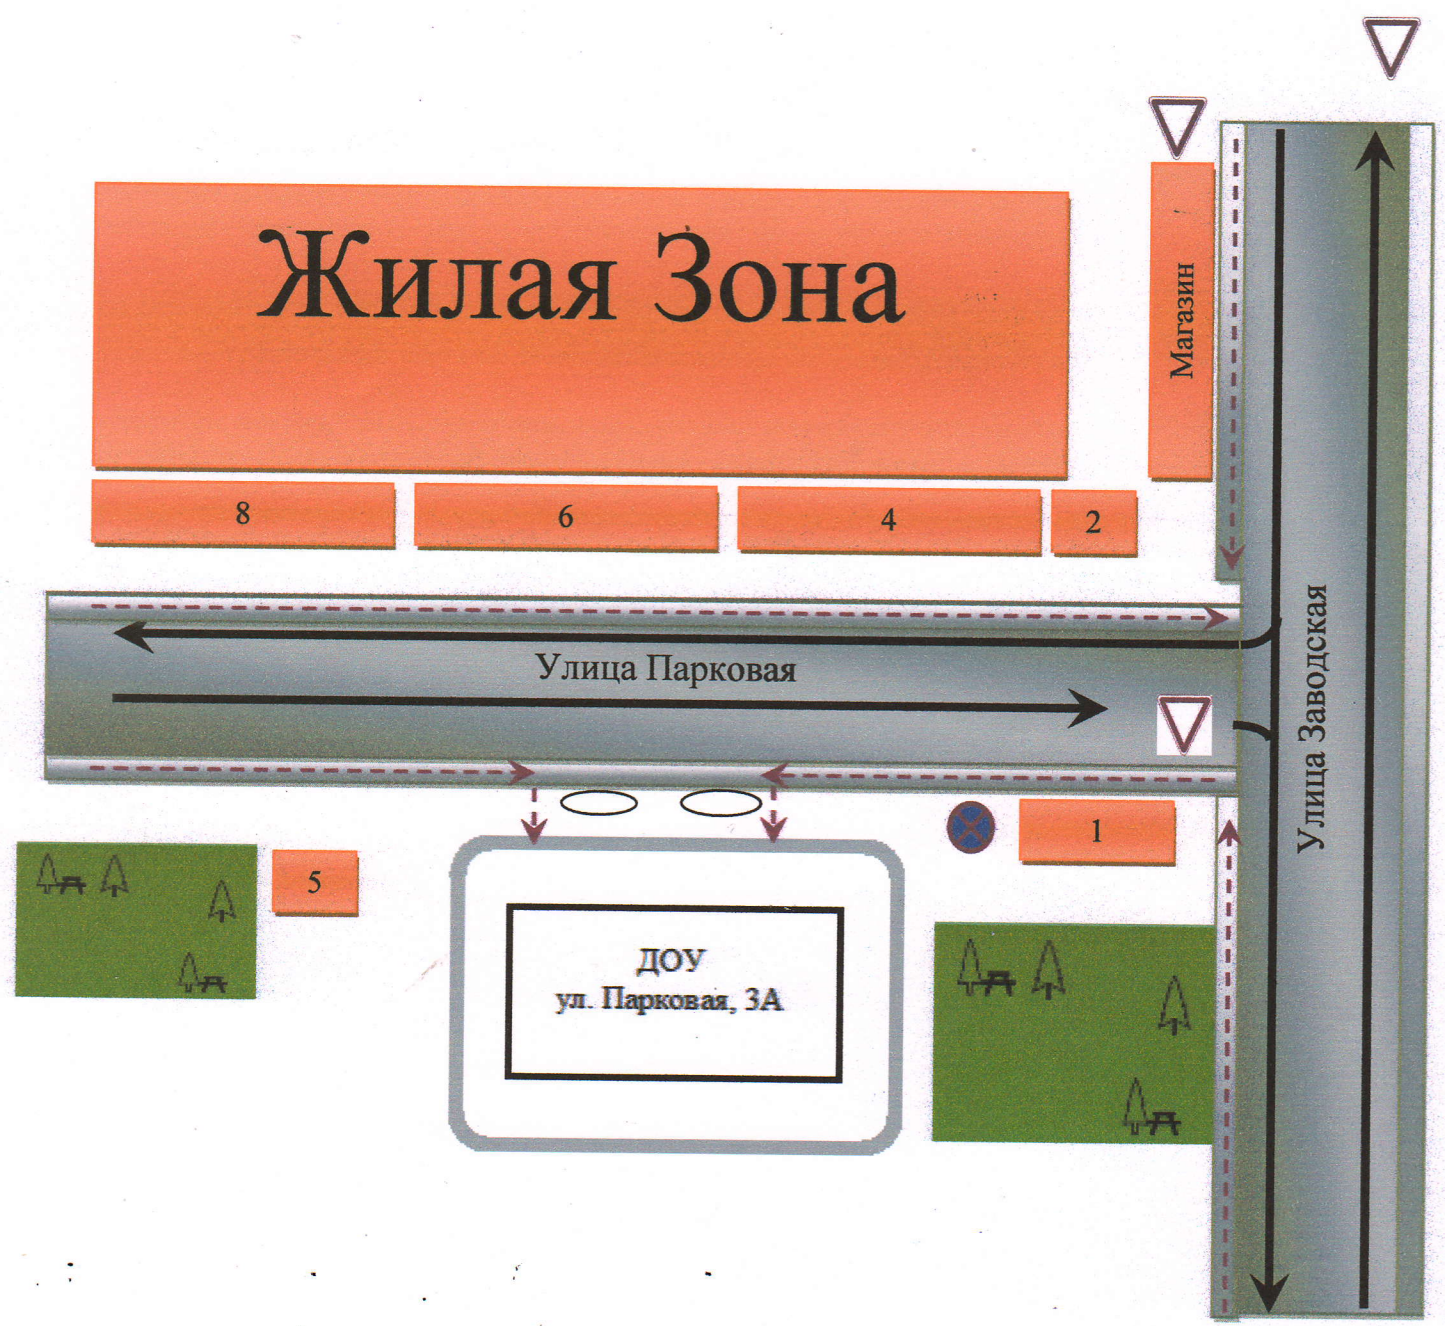 Жилая Зона
Магазин
8
6
4
2
Улица Парковая
Улица Заводская
1
5
ДОУ
ул. Парковая, 3А